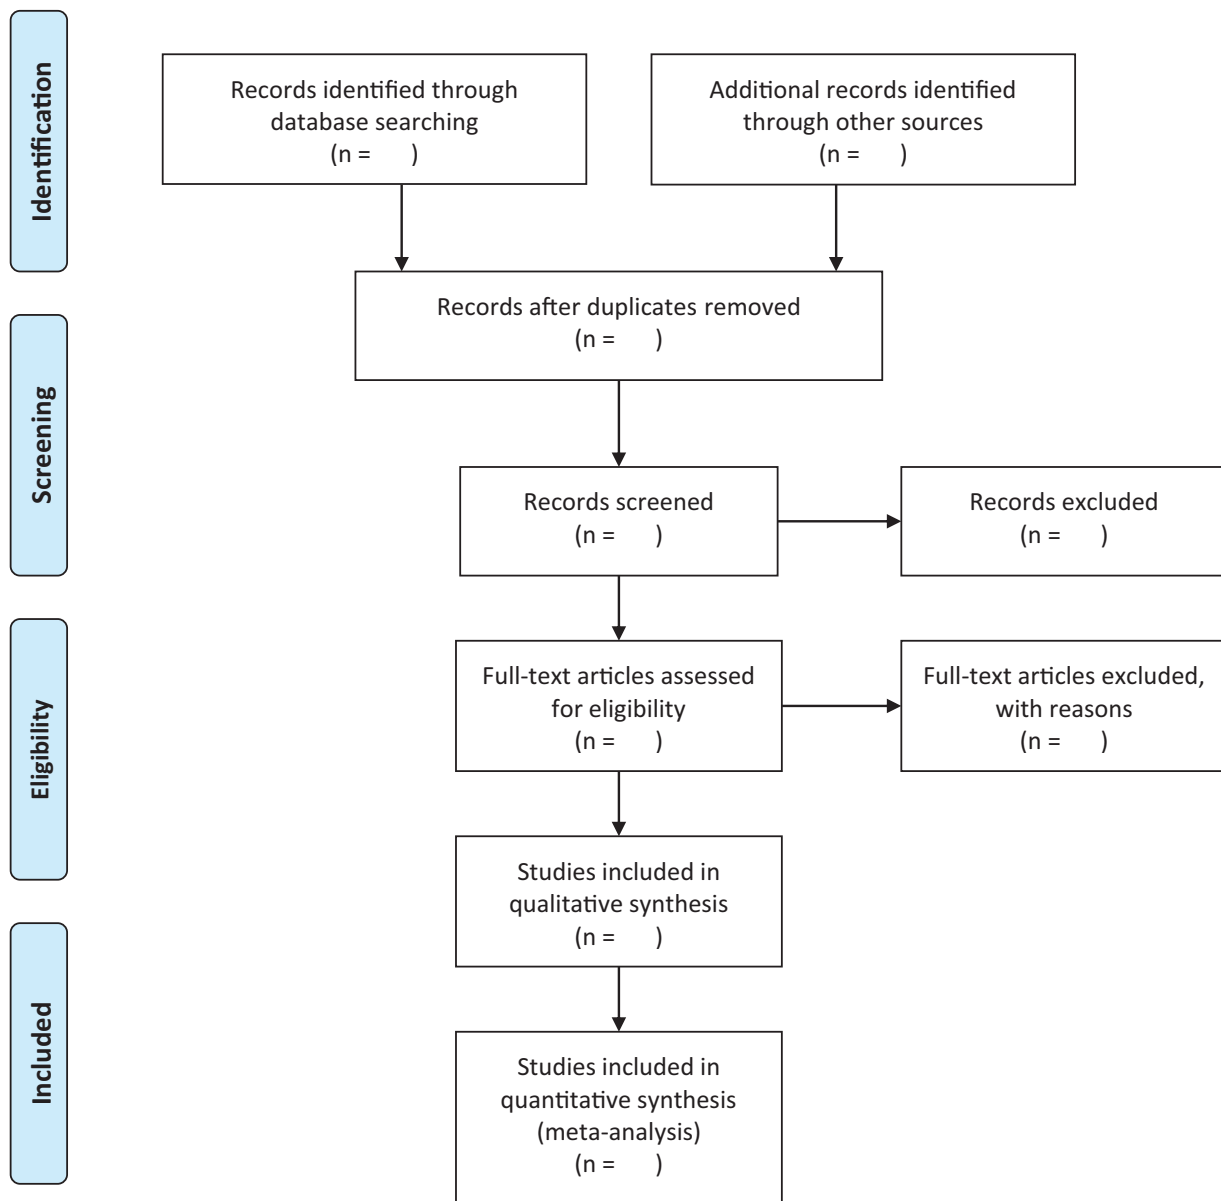 Identification
Records identified through
database searching
(n =      )
Additional records identified
through other sources
(n =      )
Records after duplicates removed
(n =      )
Screening
Records screened
(n =      )
Records excluded
(n =      )
Eligibility
Full-text articles assessed
for eligibility
(n =      )
Full-text articles excluded,
with reasons
(n =      )
Studies included in
qualitative synthesis
(n =      )
Included
Studies included in
quantitative synthesis
(meta-analysis)
(n =      )